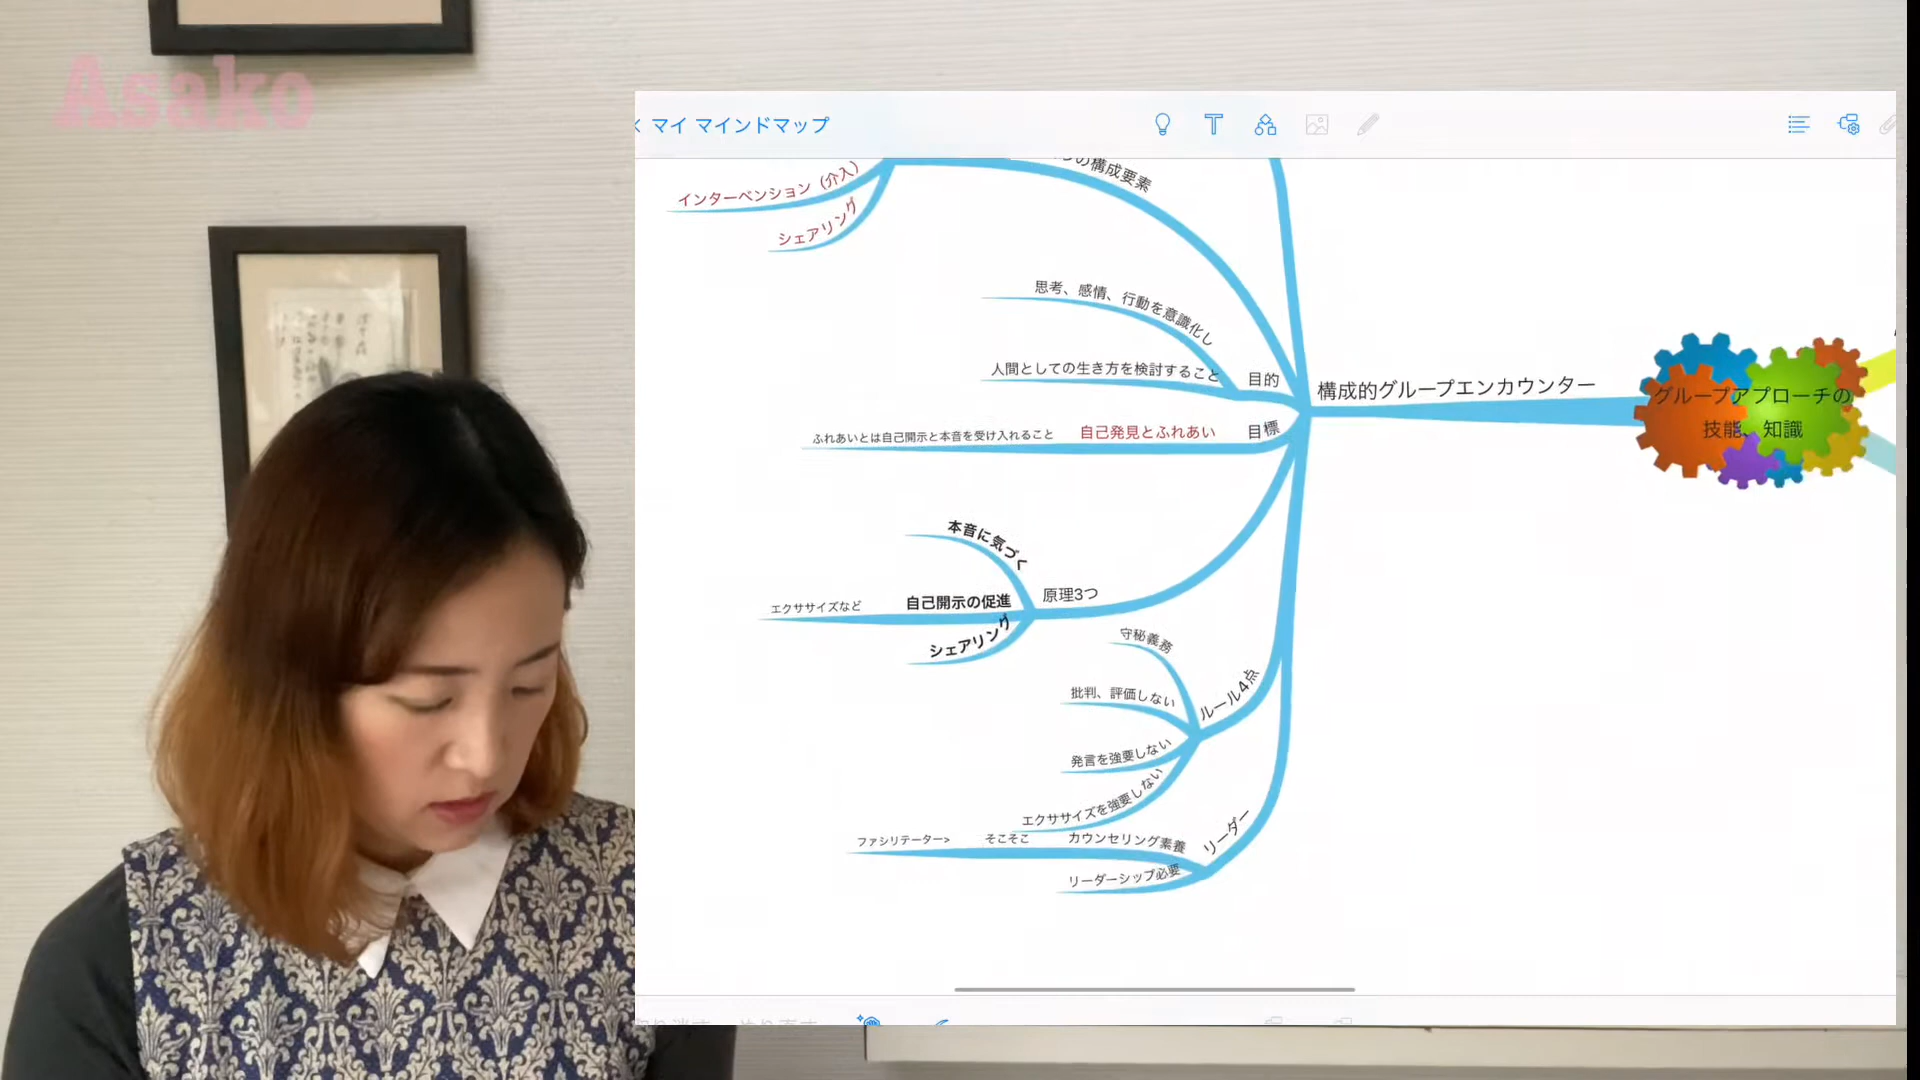 Asako
マイ マインドマップ
の構成要素
インターベンション（介入）
シェアリング
思考、感情、行動を意識化し
人間としての生き方を検討すること
目的
構成的グループエンカウンター
グループアプローチの
技能、知識
ふれあいとは自己開示と本音を受け入れること
自己発見とふれあい
目標
本音に気づく
エクササイズなど
自己開示の促進
原理3つ
シェアリング
守秘義務
批判、評価しない
ルール4点
発言を強要しない
エクササイズを強要しない
ファシリテーター>
そこそこ
カウンセリング素養
リーダー
リーダーシップ必要